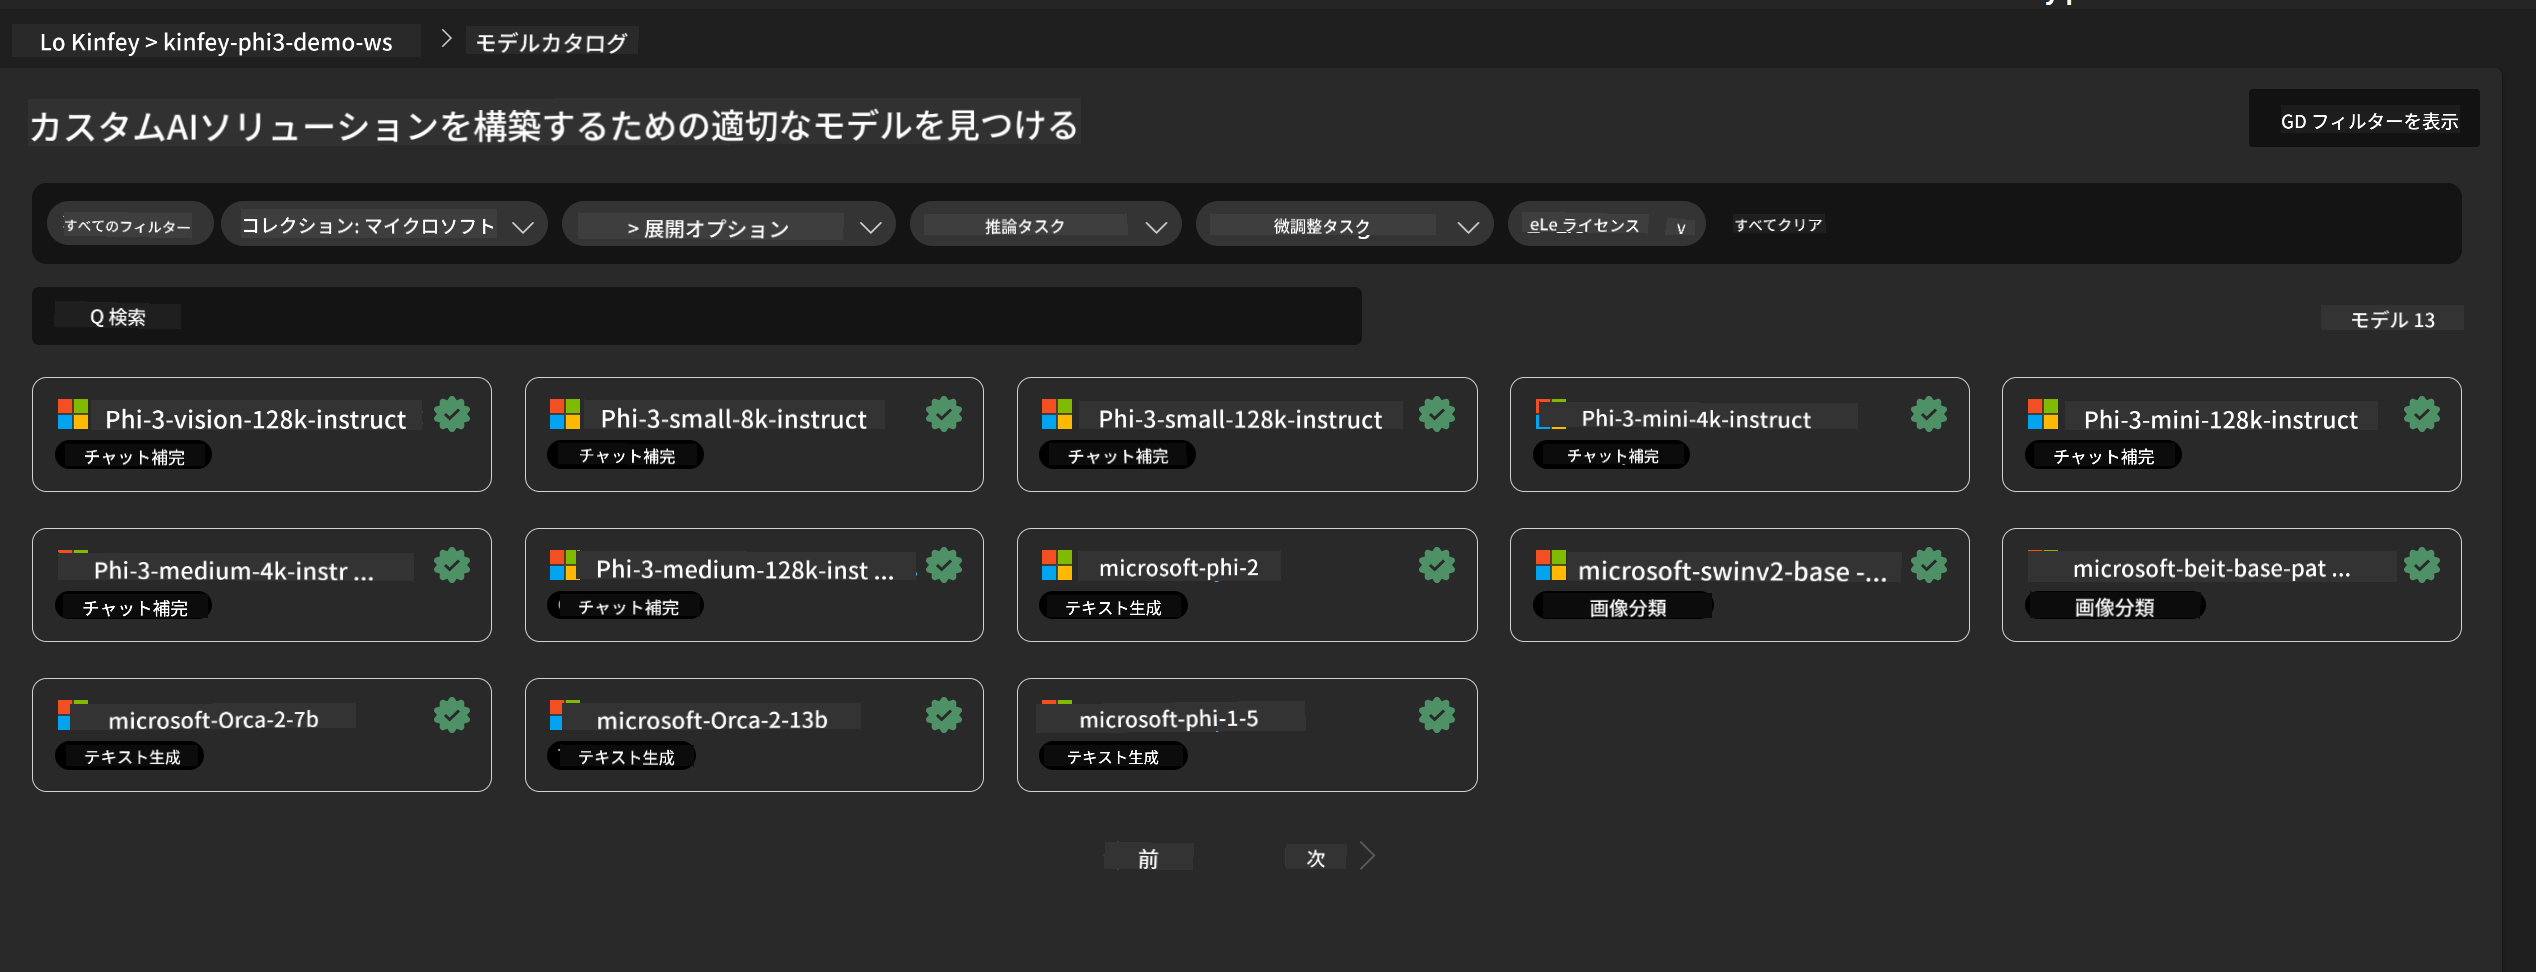 Lo Kinfey > kinfey-phi3-demo-ws > モデルカタログ
カスタムAIソリューションを構築するための適切なモデルを見つける
GD フィルターを表示
すべてのフィルター コレクション: マイクロソフト > 展開オプション 推論タスク 微調整タスク eLe ライセンス v すべてクリア
Q 検索
モデル 13
Phi-3-vision-128k-instruct
チャット補完
Phi-3-small-8k-instruct
チャット補完
Phi-3-small-128k-instruct
チャット補完
Phi-3-mini-4k-instruct
チャット補完
Phi-3-mini-128k-instruct
チャット補完
Phi-3-medium-4k-instr ...
チャット補完
Phi-3-medium-128k-inst ...
チャット補完
microsoft-phi-2
テキスト生成
microsoft-swinv2-base -...
画像分類
microsoft-beit-base-pat ...
画像分類
microsoft-Orca-2-7b
テキスト生成
microsoft-Orca-2-13b
テキスト生成
microsoft-phi-1-5
テキスト生成
前 次